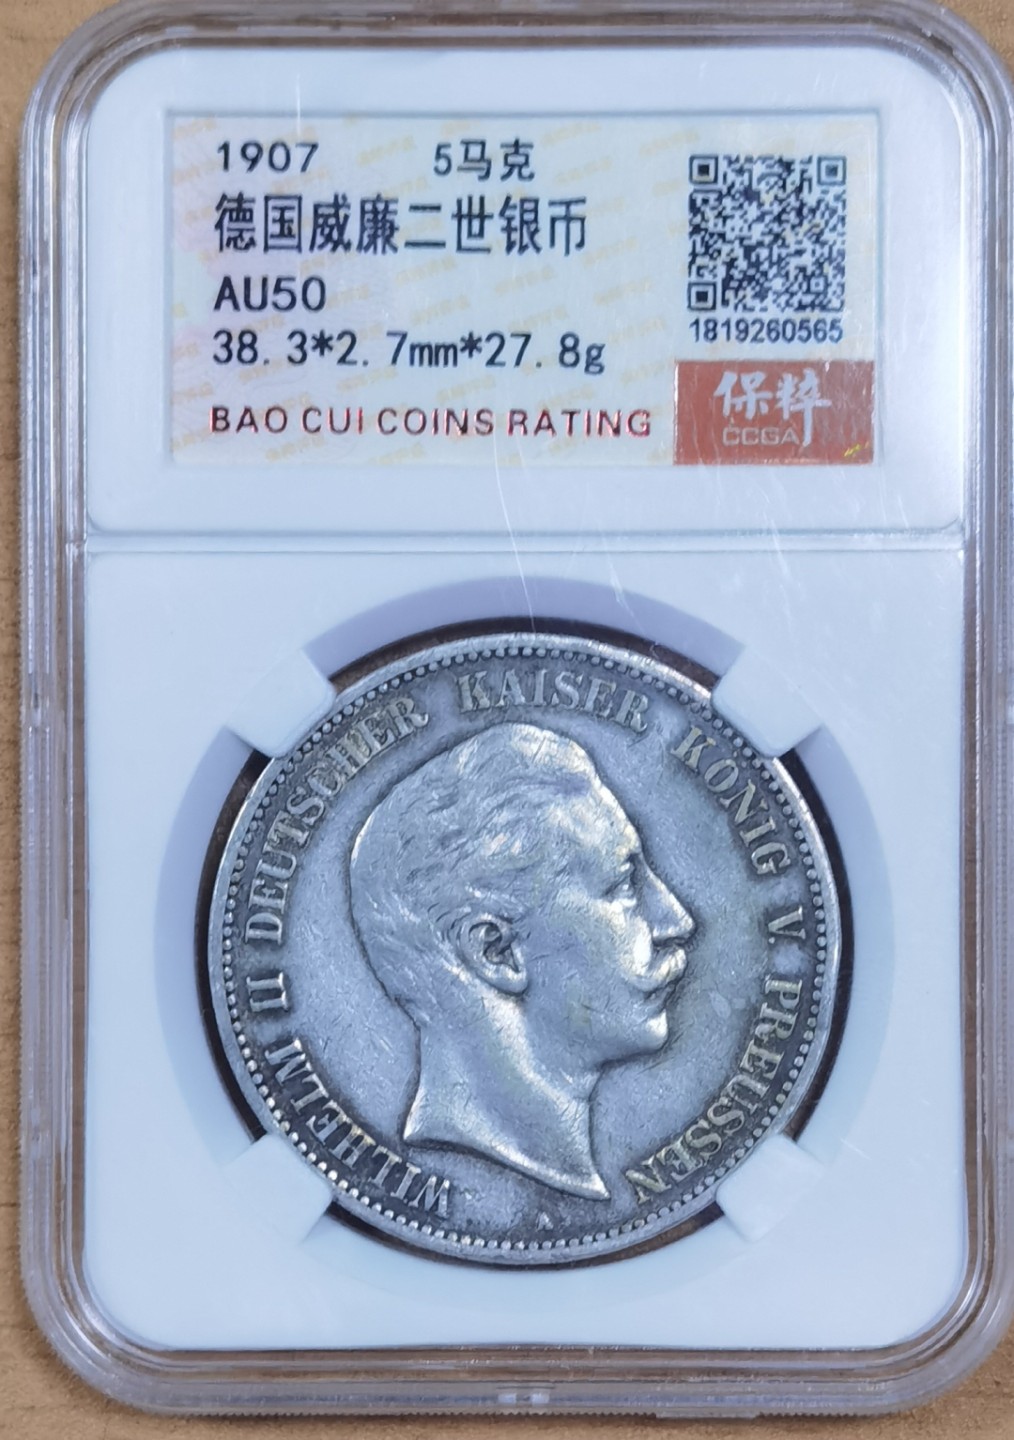 1907 5马克
德国威廉二世银币
AU50
38.3*2.7mm*27.8g
1819260565
BAO CUI COINS RATING
保粹
CCGA
WILHELM II DEUTSCHER KAISER KÖNIG V. PREUSSEN
A